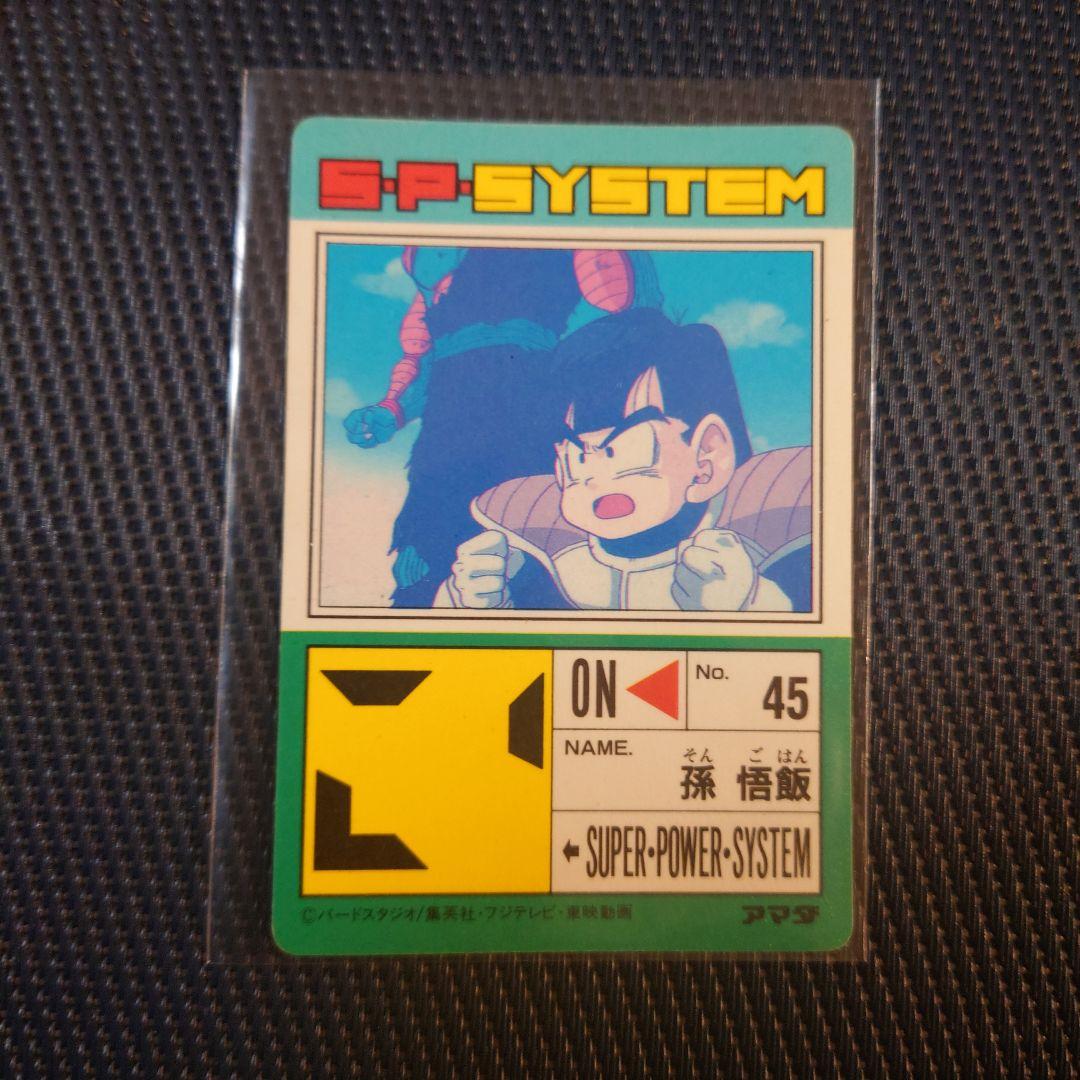 S・P・SYSTEM
ON
No.
45
NAME.
そん ご はん
孫 悟飯
SUPER・POWER・SYSTEM
©バードスタジオ/集英社・フジテレビ・東映動画
アマダ